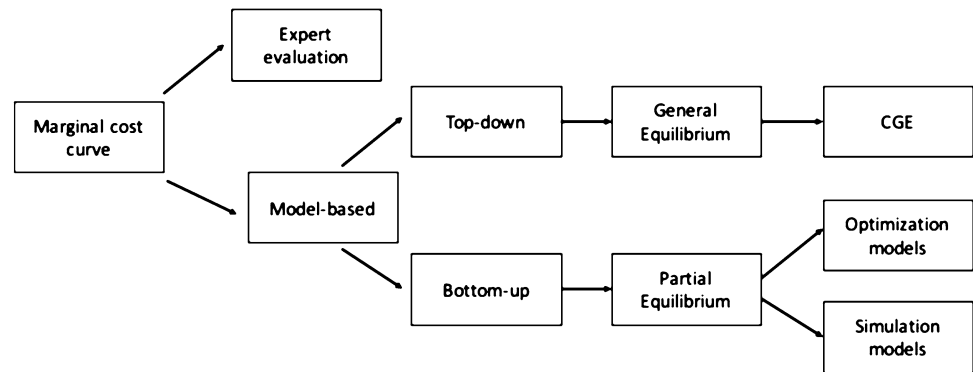 Expert
evaluation
Marginal cost
curve
Top-down
General
Equilibrium
CGE
Model-based
Optimization
models
Bottom-up
Partial
Equilibrium
Simulation
models